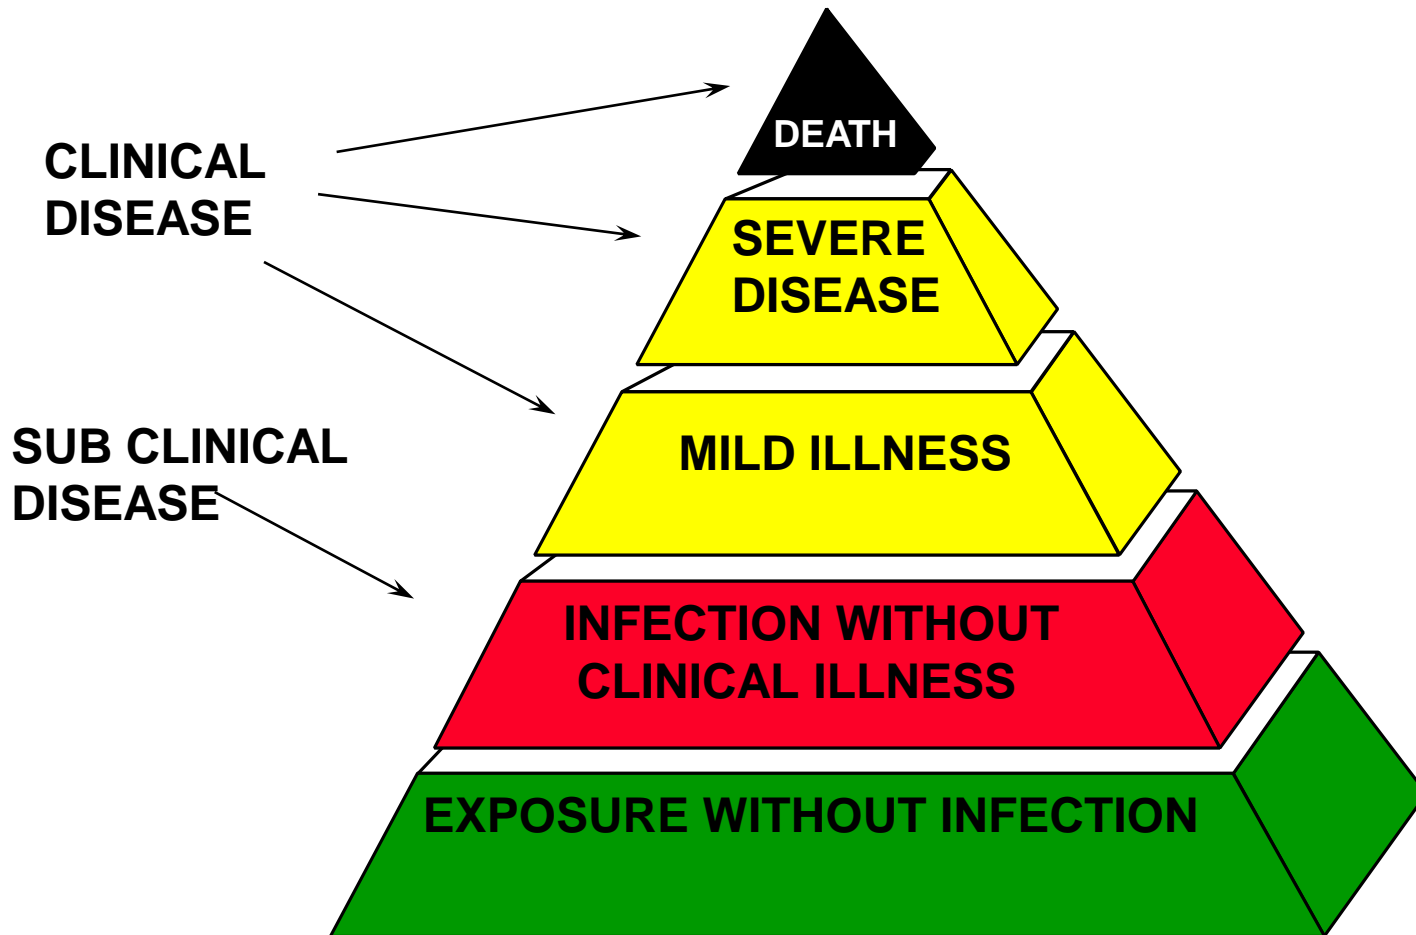 DEATH
CLINICAL
DISEASE
SEVERE
DISEASE
SUB CLINICAL
DISEASE
MILD ILLNESS
INFECTION WITHOUT
CLINICAL ILLNESS
EXPOSURE WITHOUT INFECTION